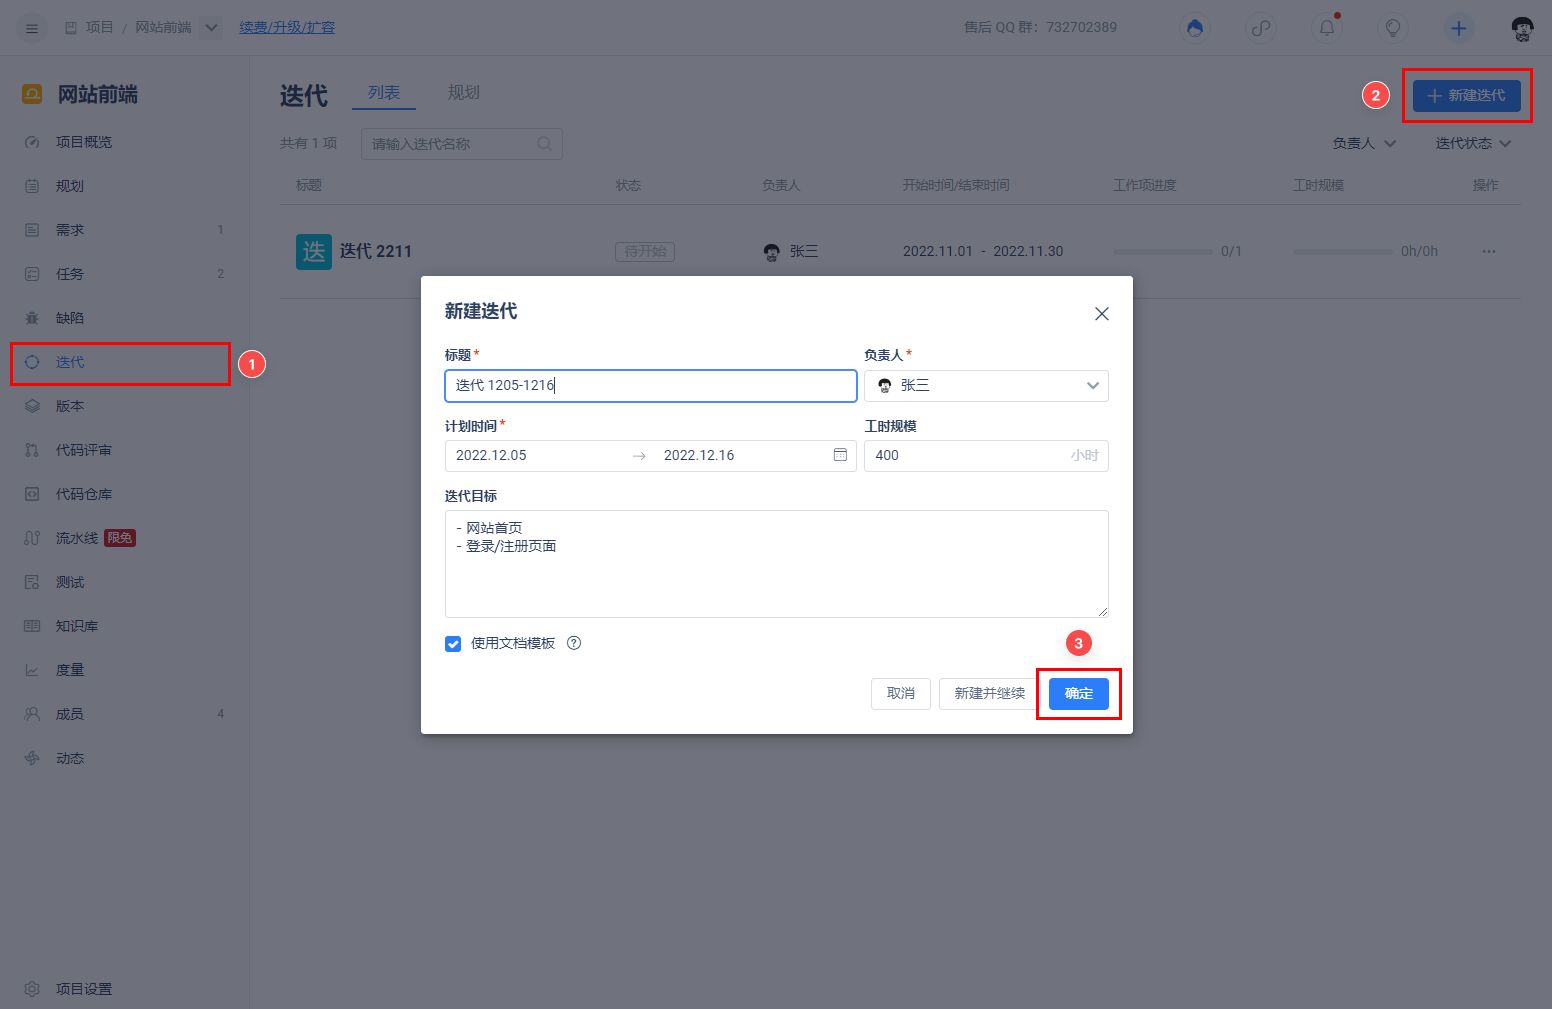 项目 / 网站前端
续费/升级/扩容
售后 QQ 群：732702389
网站前端
项目概览
规划
需求 1
任务 2
缺陷
迭代
1
版本
代码评审
代码仓库
流水线 限免
测试
知识库
度量
成员 4
动态
项目设置
迭代 列表 规划
2
新建迭代
共有 1 项 请输入迭代名称 负责人 迭代状态
标题 状态 负责人 开始时间/结束时间 工作项进度 工时规模 操作
迭 迭代 2211 待开始 张三 2022.11.01 - 2022.11.30 0/1 0h/0h ···
新建迭代
标题* 负责人*
迭代 1205-1216 张三
计划时间* 工时规模
2022.12.05 → 2022.12.16 400 小时
迭代目标
- 网站首页
- 登录/注册页面
使用文档模板 ?
3
取消 新建并继续 确定